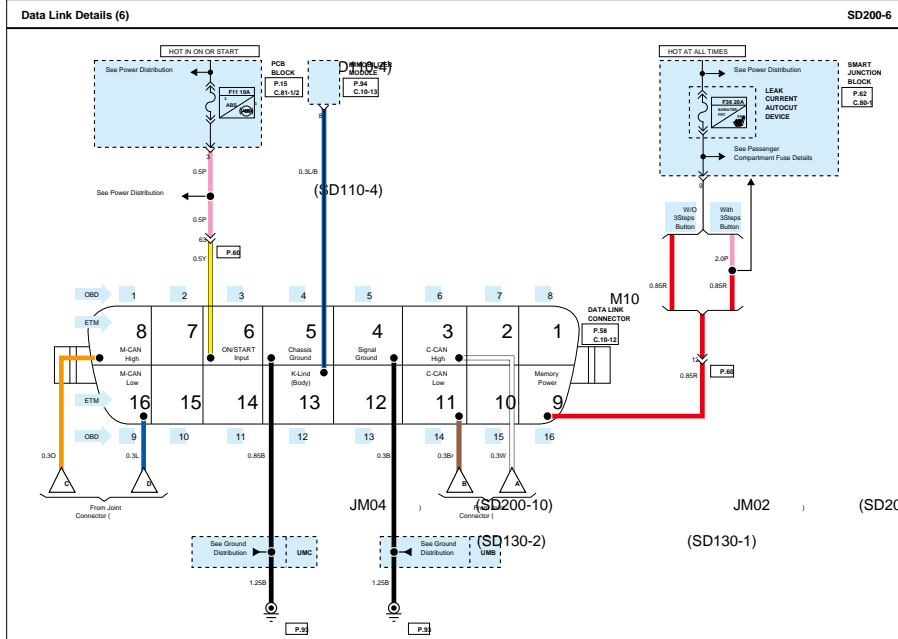 Data Link Details (6)
SD200-6
HOT IN ON OR START
See Power Distribution
F11 10A
ABS
PCB
BLOCK
P.15
C.81-1/2
IMMOBILIZER
MODULE
(SD110-4)
P.94
C.10-13
HOT AT ALL TIMES
See Power Distribution
LEAK
CURRENT
AUTOCUT
DEVICE
F36 20A
See Passenger
Compartment Fuse Details
SMART
JUNCTION
BLOCK
P.62
C.80-1
3
8
9
0.5P
0.3L/B
(SD110-4)
See Power Distribution
0.5P
63
P.60
0.5Y
W/O
3Steps
Button
With
3Steps
Button
2.0P
0.85R
0.85R
12
P.60
0.85R
OBD
1 2 3 4 5 6 7 8
M10
DATA LINK
CONNECTOR
P.58
C.10-12
ETM
8 7 6 5 4 3 2 1
M-CAN
High
ON/START
Input
Chassis
Ground
Signal
Ground
C-CAN
High
M-CAN
Low
K-Lind
(Body)
C-CAN
Low
Memory
Power
ETM
16 15 14 13 12 11 10 9
OBD
9 10 11 12 13 14 15 16
0.3O
0.3L
0.85B
0.3B
0.3Br
0.3W
C
D
B
A
From Joint
Connector (
JM04
)
(SD200-10)
From Joint
Connector (
JM02
)
(SD20
See Ground
Distribution
UMC
See Ground
Distribution
UMB
(SD130-2)
(SD130-1)
1.25B
1.25B
P.93
P.93